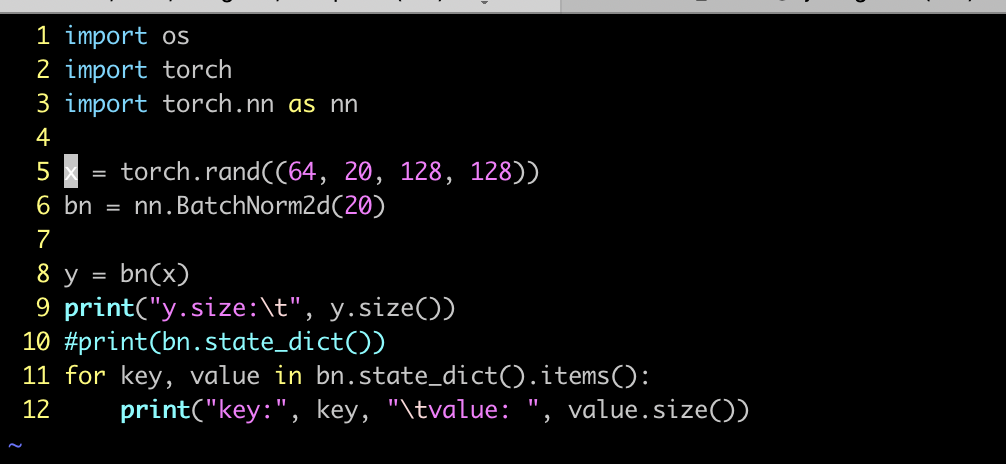 1 import os
2 import torch
3 import torch.nn as nn
4
5 x = torch.rand((64, 20, 128, 128))
6 bn = nn.BatchNorm2d(20)
7
8 y = bn(x)
9 print("y.size:\t", y.size())
10 #print(bn.state_dict())
11 for key, value in bn.state_dict().items():
12     print("key:", key, "\tvalue: ", value.size())
~